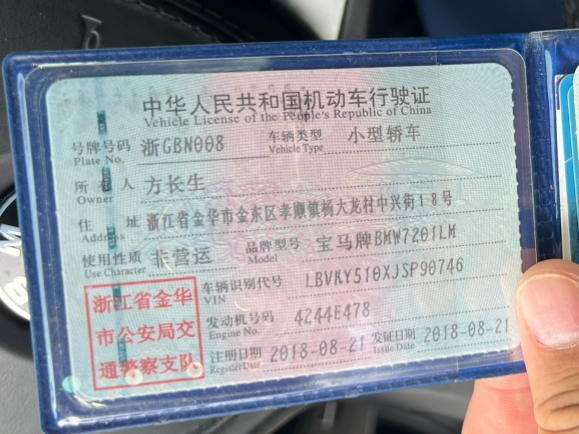 中华人民共和国机动车行驶证
Vehicle License of the People's Republic of China
号牌号码 浙GBN008 车辆类型 小型轿车
Plate No. Vehicle Type
所有人 方长生
Owner
住址 浙江省金华市金东区孝顺镇杨大龙村中兴街18号
Address
使用性质 非营运 品牌型号 宝马牌BMW7201LM
Use Character Model
车辆识别代号 LBVKY510XJSP90746
VIN
发动机号码 4244E478
Engine No.
注册日期 2018-08-21 发证日期 2018-08-21
Register Date Issue Date
浙江省金华
市公安局交
通警察支队